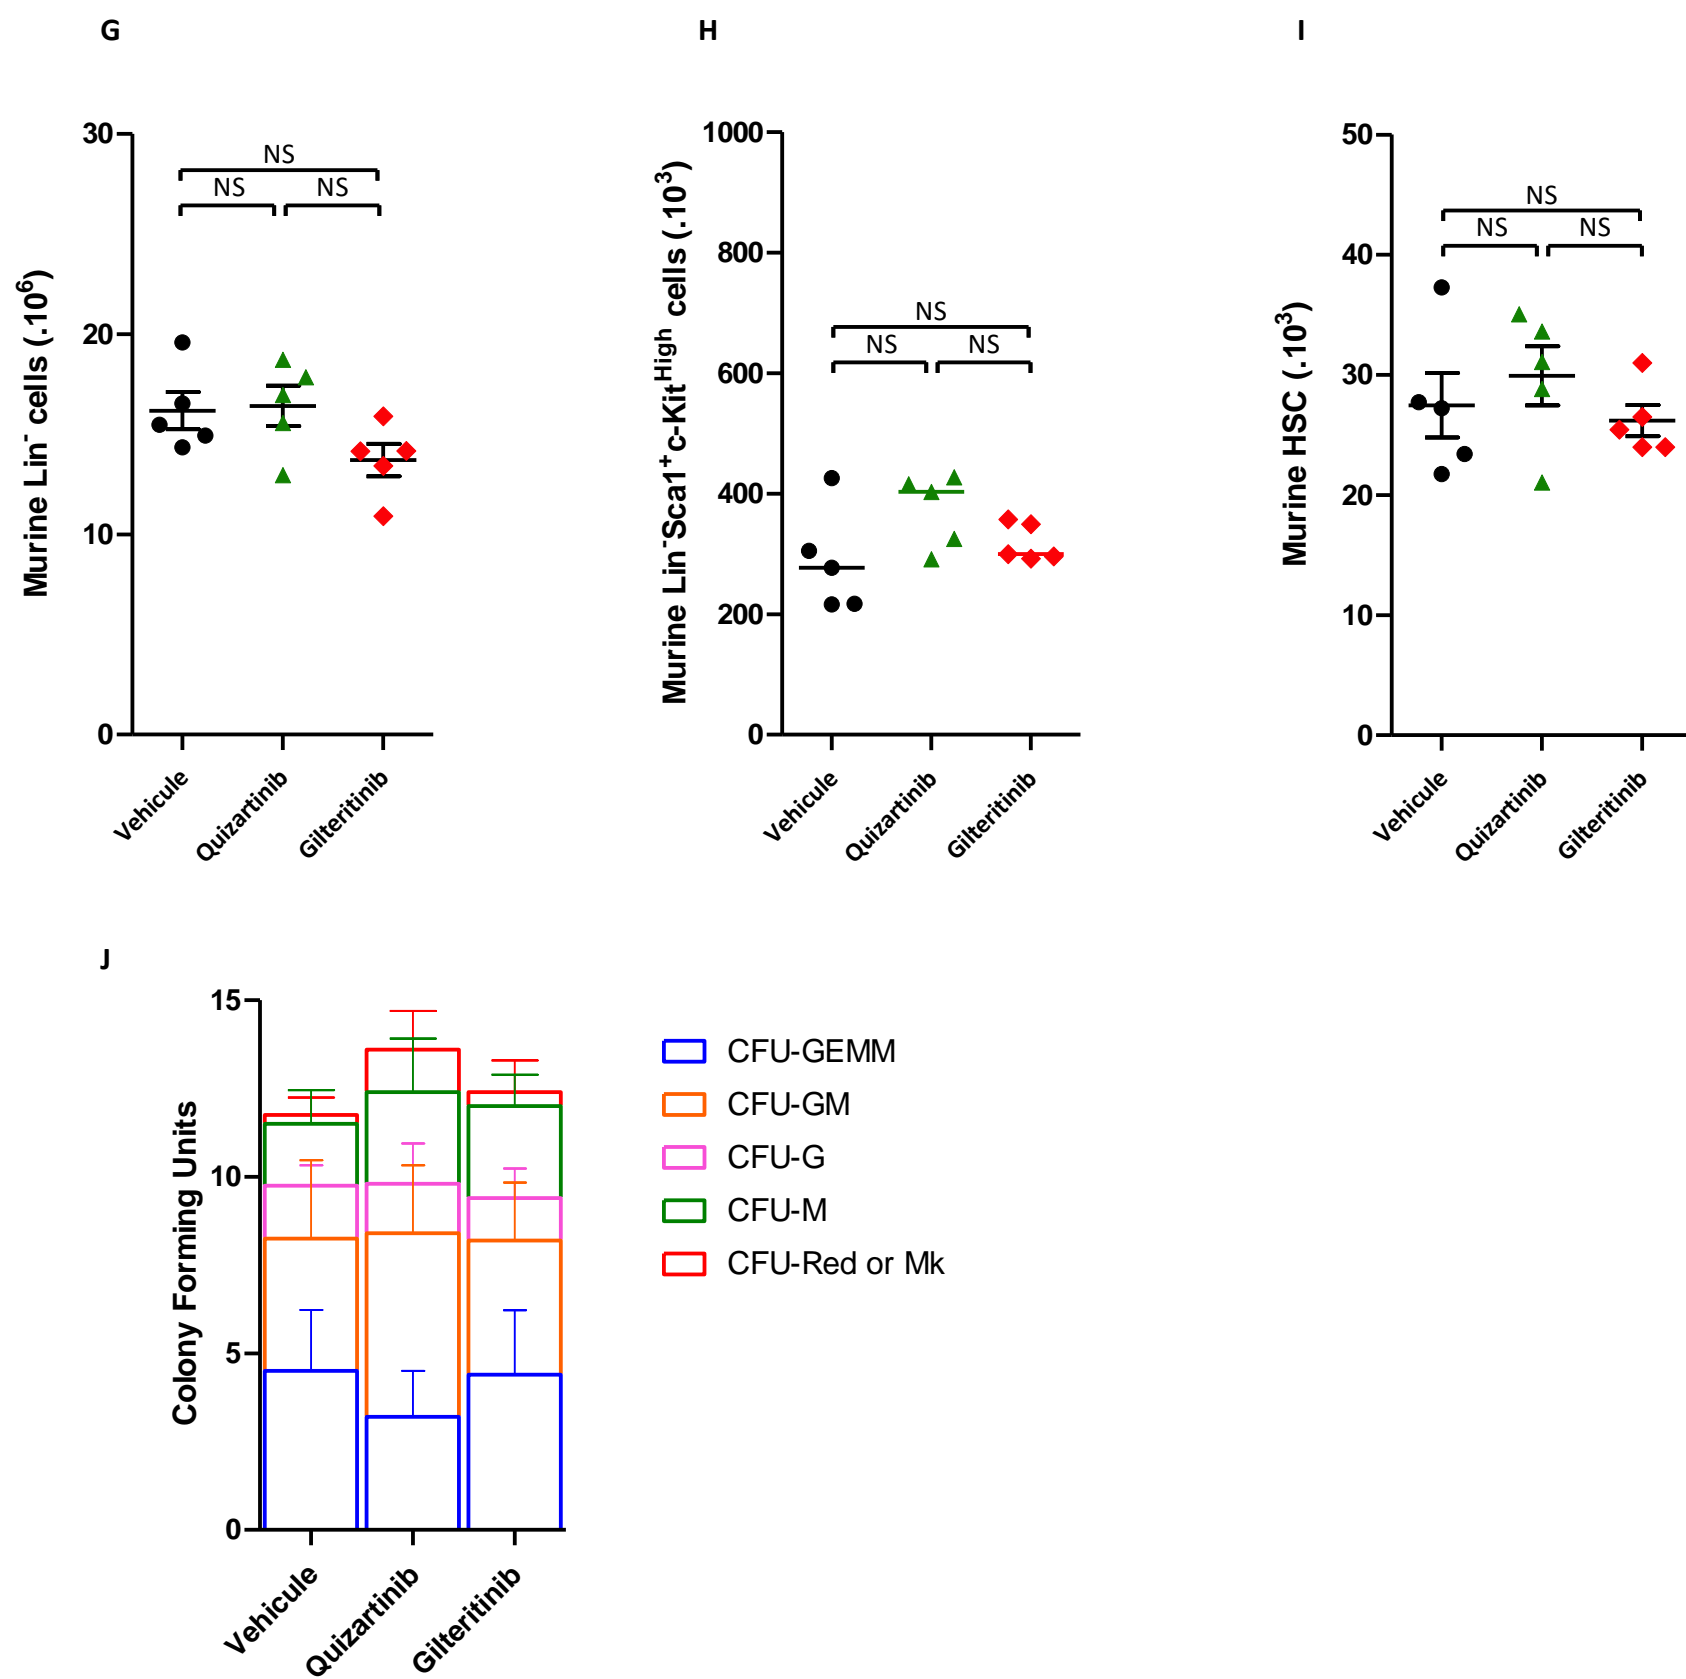 G
H
I
30
20
10
0
Murine Lin⁻ cells (.10⁶)
NS
NS
NS
Vehicule
Quizartinib
Gilteritinib
1000
800
600
400
200
0
Murine Lin⁻Sca1⁺c-Kit^High cells (.10³)
NS
NS
NS
Vehicule
Quizartinib
Gilteritinib
50
40
30
20
10
0
Murine HSC (.10³)
NS
NS
NS
Vehicule
Quizartinib
Gilteritinib
J
15
10
5
0
Colony Forming Units
Vehicule
Quizartinib
Gilteritinib
CFU-GEMM
CFU-GM
CFU-G
CFU-M
CFU-Red or Mk